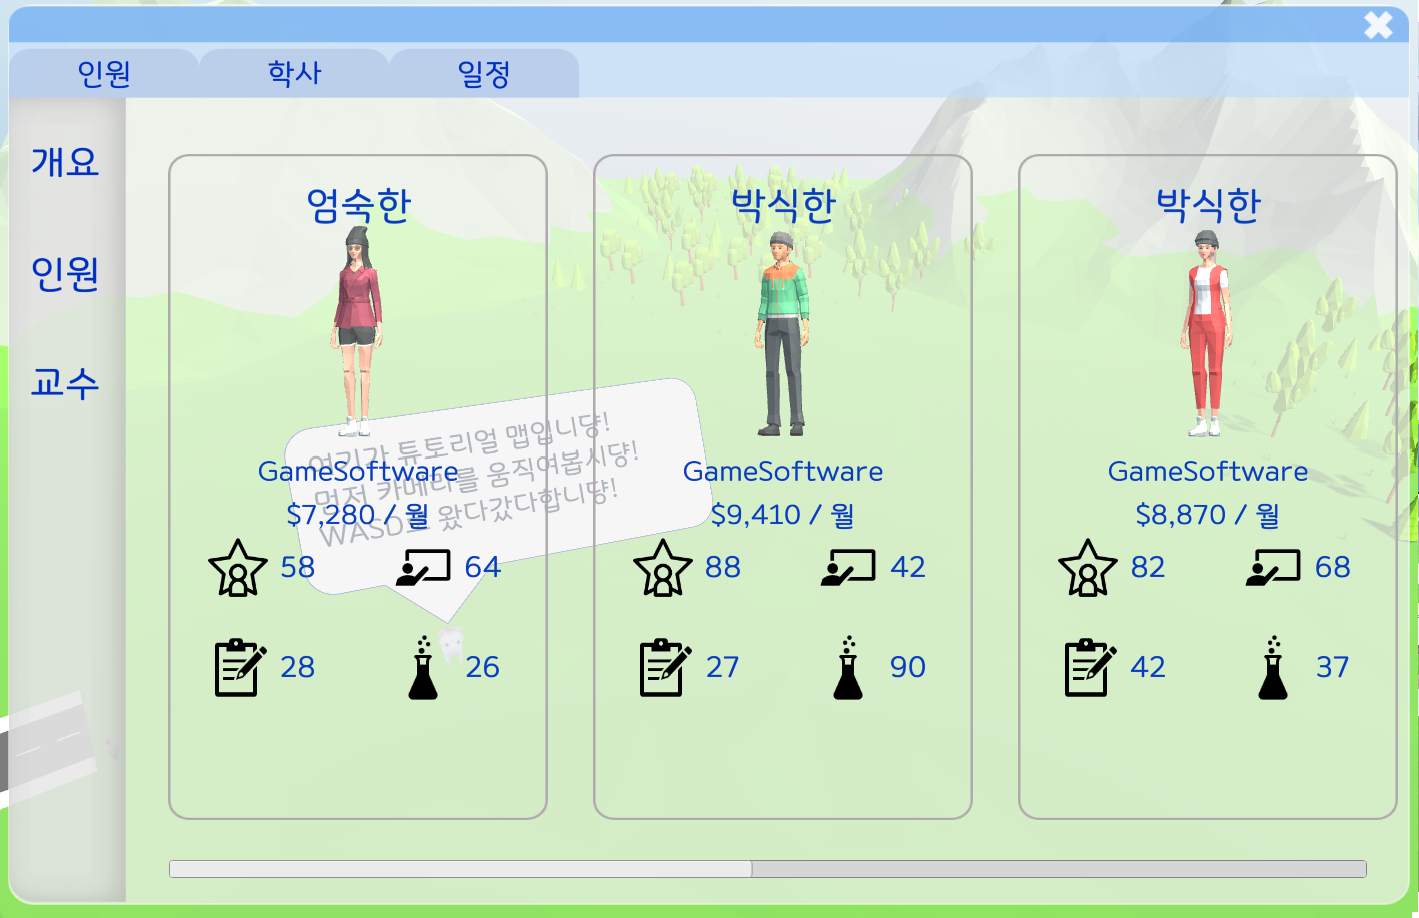 인원
학사
일정
개요
인원
교수
엄숙한
GameSoftware
$7,280 / 월
58
64
28
26
박식한
GameSoftware
$9,410 / 월
88
42
27
90
박식한
GameSoftware
$8,870 / 월
82
68
42
37
여기가 튜토리얼 맵입니댱!
먼저 카메라를 움직여봅시댱!
WASD로 왔다갔다합니댱!